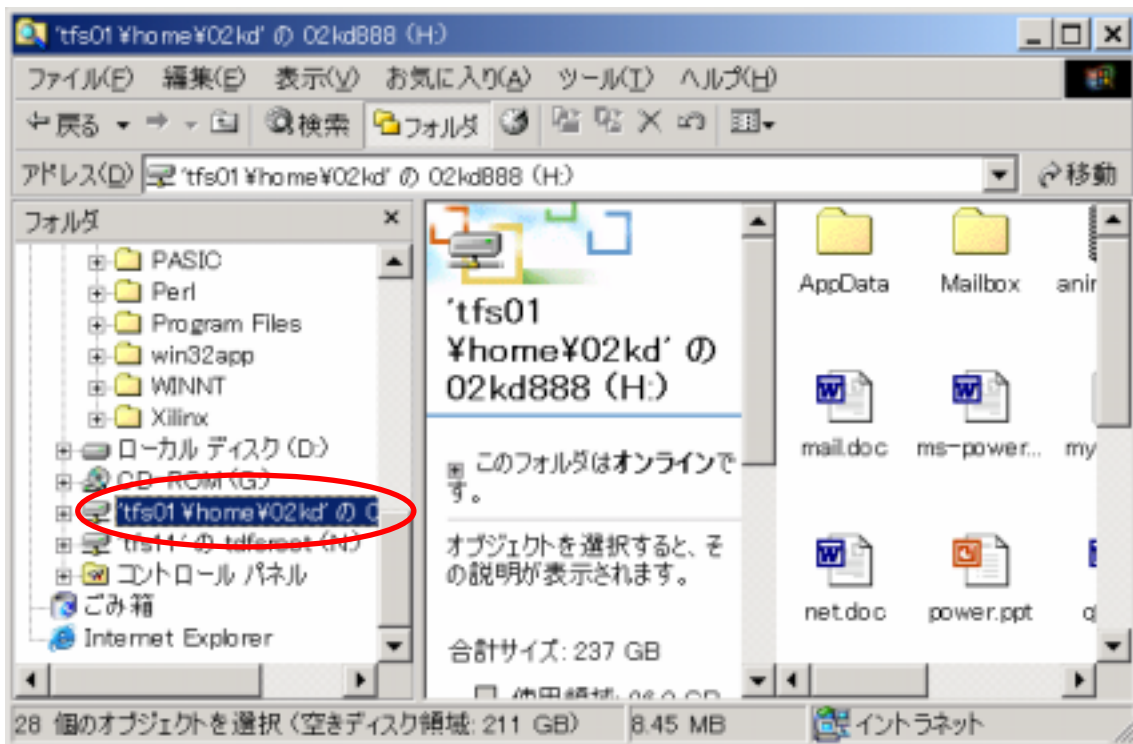 'tfs01¥home¥02kd' の 02kd888 (H:)
ファイル(F) 編集(E) 表示(V) お気に入り(A) ツール(T) ヘルプ(H)
戻る 検索 フォルダ
アドレス(D) 'tfs01¥home¥02kd' の 02kd888 (H:) 移動
フォルダ
PASIC
Perl
Program Files
win32app
WINNT
Xilinx
ローカル ディスク (D:)
CD-ROM (G:)
'tfs01¥home¥02kd' の
'tfs11' の tdfsroot (N:)
コントロール パネル
ごみ箱
Internet Explorer
'tfs01
¥home¥02kd' の
02kd888 (H:)
このフォルダはオンラインで
す。
オブジェクトを選択すると、そ
の説明が表示されます。
合計サイズ: 237 GB
AppData Mailbox
mail.doc ms-power... my
net.doc power.ppt
28 個のオブジェクトを選択 (空きディスク領域: 211 GB) 8.45 MB イントラネット